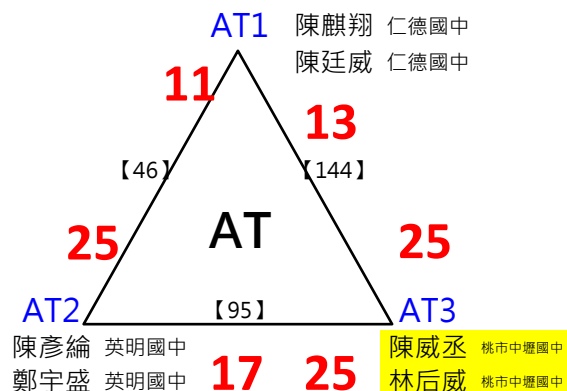 AT1 陳麒翔 仁德國中
陳廷威 仁德國中
11
13
【46】 【144】
AT
25 25
AT2 【95】 AT3
陳彥綸 英明國中 陳威丞 桃市中壢國中
鄭宇盛 英明國中 17 25 林后威 桃市中壢國中